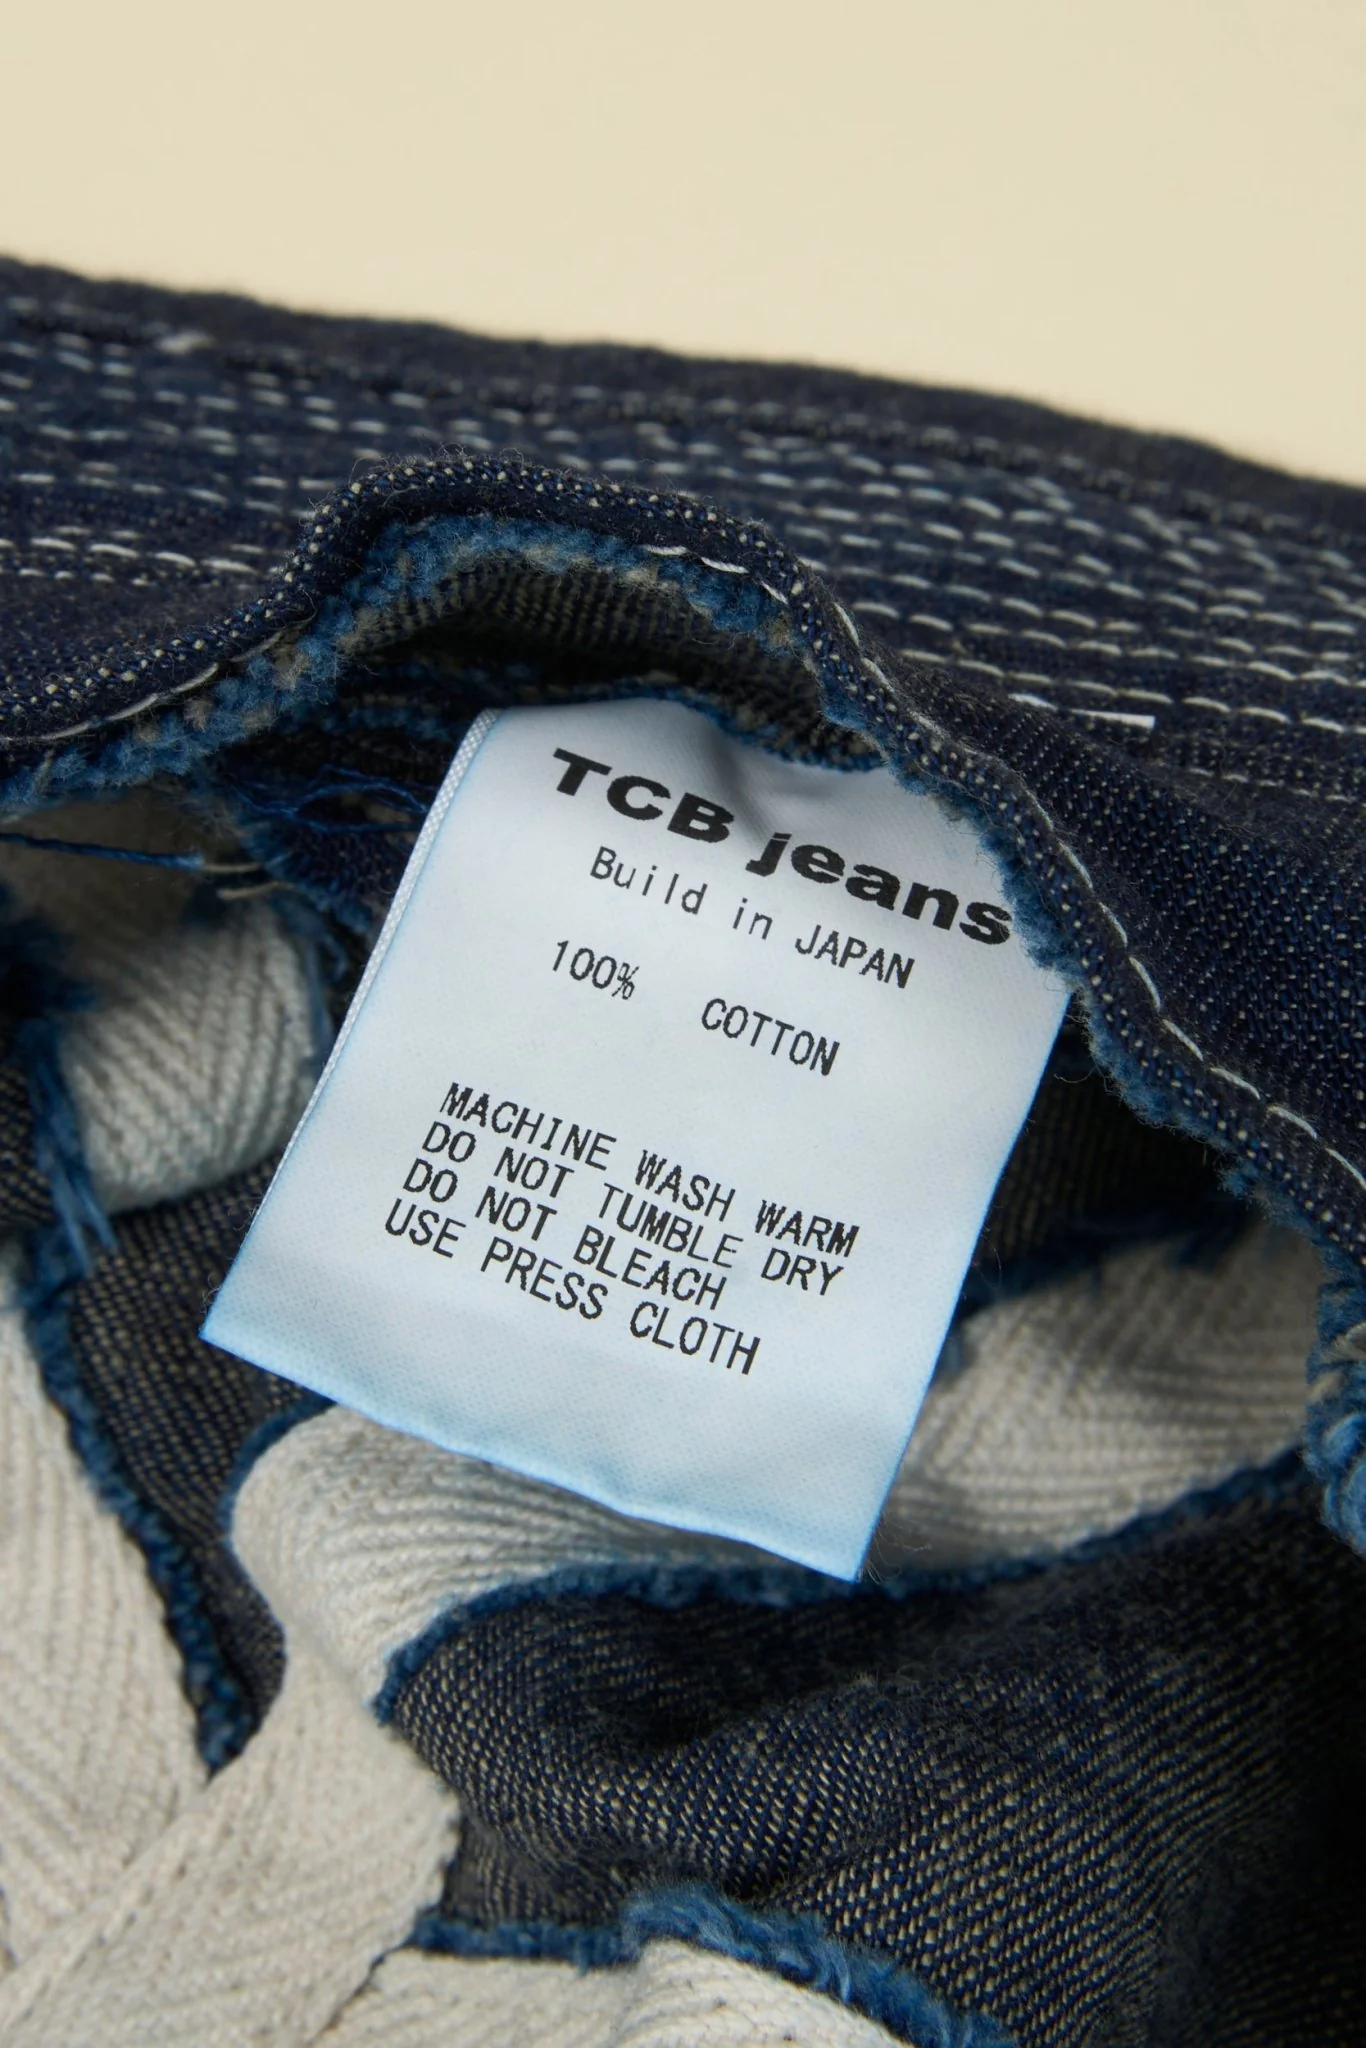 TCB jeans
Build in JAPAN
100% COTTON
MACHINE WASH WARM
DO NOT TUMBLE DRY
DO NOT BLEACH
USE PRESS CLOTH